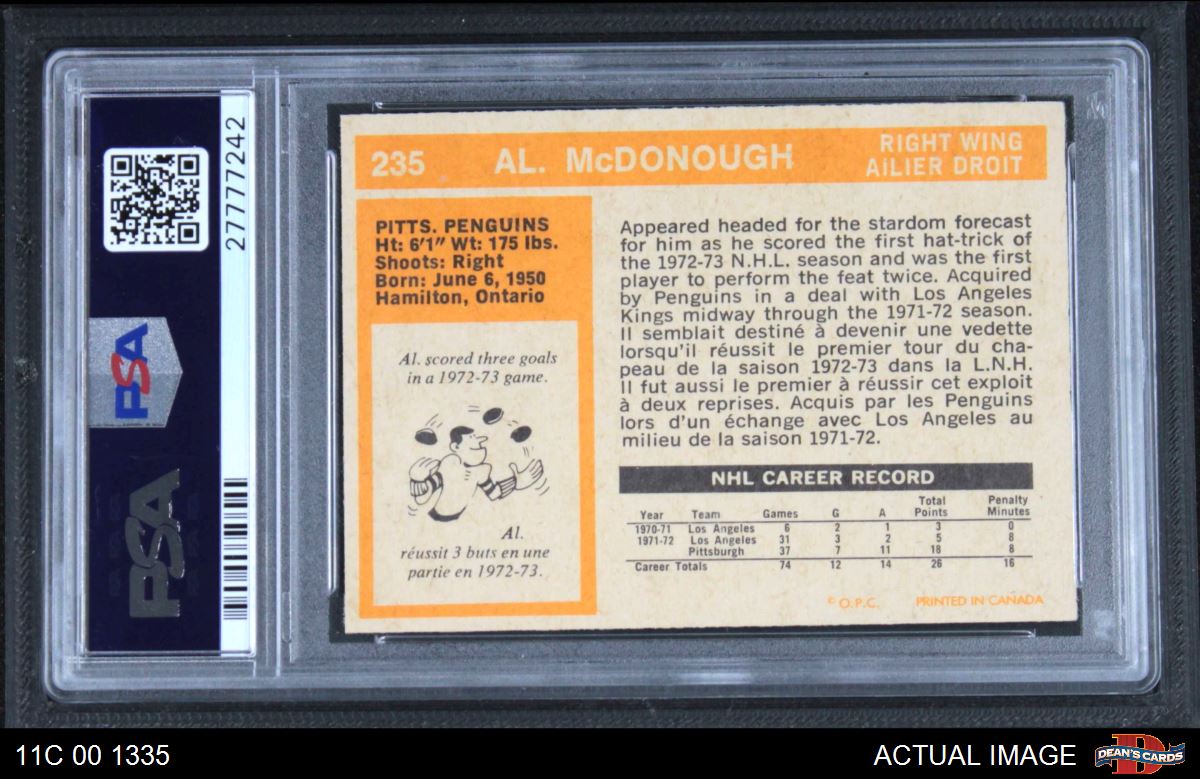 277777242
PSA
PSA
235 AL. McDONOUGH
RIGHT WING
AILIER DROIT
PITTS. PENGUINS
Ht: 6'1" Wt: 175 lbs.
Shoots: Right
Born: June 6, 1950
Hamilton, Ontario
Al. scored three goals
in a 1972-73 game.
Al.
réussit 3 buts en une
partie en 1972-73.
Appeared headed for the stardom forecast
for him as he scored the first hat-trick of
the 1972-73 N.H.L. season and was the first
player to perform the feat twice. Acquired
by Penguins in a deal with Los Angeles
Kings midway through the 1971-72 season.
Il semblait destiné à devenir une vedette
lorsqu'il réussit le premier tour du cha-
peau de la saison 1972-73 dans la L.N.H.
Il fut aussi le premier à réussir cet exploit
à deux reprises. Acquis par les Penguins
lors d'un échange avec Los Angeles au
milieu de la saison 1971-72.
NHL CAREER RECORD
Year Team Games G A Total Points Penalty Minutes
1970-71 Los Angeles 6 2 1 3 0
1971-72 Los Angeles 31 3 2 5 8
Pittsburgh 37 7 11 18 8
Career Totals 74 12 14 26 16
© O.P.C. PRINTED IN CANADA
11C 00 1335
ACTUAL IMAGE
DEAN'S CARDS